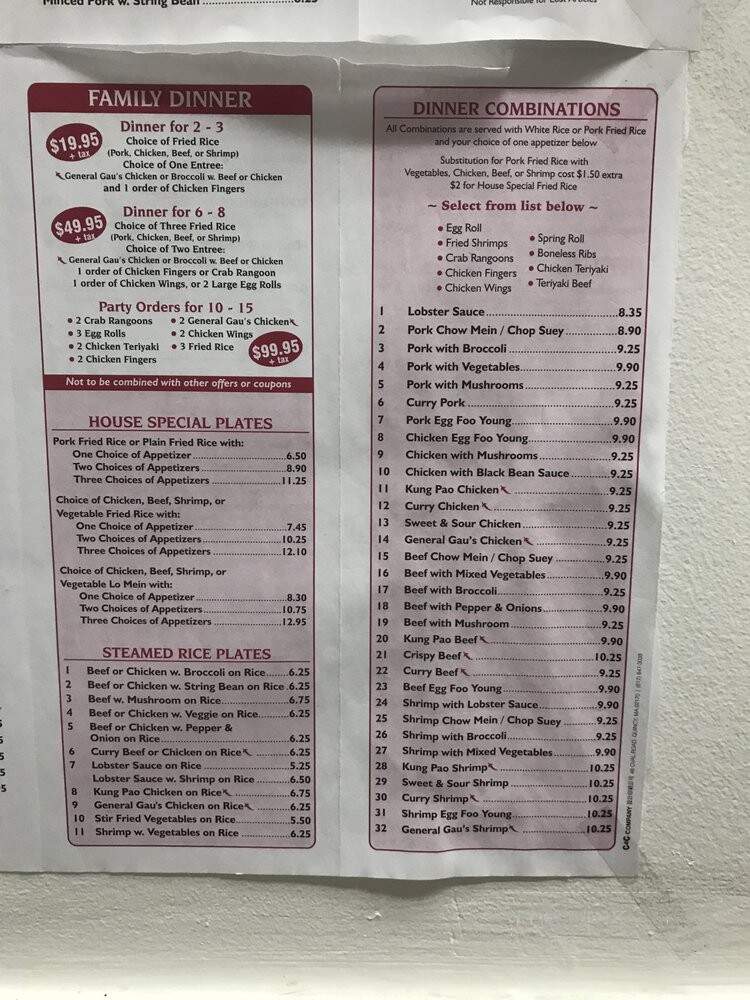 Minced Pork w. String Bean
Not Responsible for Lost Articles
FAMILY DINNER
Dinner for 2 - 3
$19.95
+ tax
Choice of Fried Rice
(Pork, Chicken, Beef, or Shrimp)
Choice of One Entree:
General Gau's Chicken or Broccoli w. Beef or Chicken
and 1 order of Chicken Fingers
Dinner for 6 - 8
$49.95
+ tax
Choice of Three Fried Rice
(Pork, Chicken, Beef, or Shrimp)
Choice of Two Entree:
General Gau's Chicken or Broccoli w. Beef or Chicken
1 order of Chicken Fingers or Crab Rangoon
1 order of Chicken Wings, or 2 Large Egg Rolls
Party Orders for 10 - 15
• 2 Crab Rangoons • 2 General Gau's Chicken
• 3 Egg Rolls • 2 Chicken Wings
• 2 Chicken Teriyaki • 3 Fried Rice
• 2 Chicken Fingers
$99.95
+ tax
Not to be combined with other offers or coupons
HOUSE SPECIAL PLATES
Pork Fried Rice or Plain Fried Rice with:
One Choice of Appetizer 6.50
Two Choices of Appetizers 8.90
Three Choices of Appetizers 11.25
Choice of Chicken, Beef, Shrimp, or
Vegetable Fried Rice with:
One Choice of Appetizer 7.45
Two Choices of Appetizers 10.25
Three Choices of Appetizers 12.10
Choice of Chicken, Beef, Shrimp, or
Vegetable Lo Mein with:
One Choice of Appetizer 8.30
Two Choices of Appetizers 10.75
Three Choices of Appetizers 12.95
STEAMED RICE PLATES
1 Beef or Chicken w. Broccoli on Rice 6.25
2 Beef or Chicken w. String Bean on Rice 6.25
3 Beef w. Mushroom on Rice 6.75
4 Beef or Chicken w. Veggie on Rice 6.25
5 Beef or Chicken w. Pepper &
Onion on Rice 6.25
6 Curry Beef or Chicken on Rice 6.25
7 Lobster Sauce on Rice 5.25
Lobster Sauce w. Shrimp on Rice 6.50
8 Kung Pao Chicken on Rice 6.75
9 General Gau's Chicken on Rice 6.25
10 Stir Fried Vegetables on Rice 5.50
11 Shrimp w. Vegetables on Rice 6.25
DINNER COMBINATIONS
All Combinations are served with White Rice or Pork Fried Rice
and your choice of one appetizer below
Substitution for Pork Fried Rice with
Vegetables, Chicken, Beef, or Shrimp cost $1.50 extra
$2 for House Special Fried Rice
~ Select from list below ~
• Egg Roll
• Fried Shrimps
• Crab Rangoons
• Chicken Fingers
• Chicken Wings
• Spring Roll
• Boneless Ribs
• Chicken Teriyaki
• Teriyaki Beef
1 Lobster Sauce 8.35
2 Pork Chow Mein / Chop Suey 8.90
3 Pork with Broccoli 9.25
4 Pork with Vegetables 9.90
5 Pork with Mushrooms 9.25
6 Curry Pork 9.25
7 Pork Egg Foo Young 9.90
8 Chicken Egg Foo Young 9.90
9 Chicken with Mushrooms 9.25
10 Chicken with Black Bean Sauce 9.25
11 Kung Pao Chicken 9.25
12 Curry Chicken 9.25
13 Sweet & Sour Chicken 9.25
14 General Gau's Chicken 9.25
15 Beef Chow Mein / Chop Suey 9.25
16 Beef with Mixed Vegetables 9.90
17 Beef with Broccoli 9.25
18 Beef with Pepper & Onions 9.90
19 Beef with Mushroom 9.25
20 Kung Pao Beef 9.90
21 Crispy Beef 10.25
22 Curry Beef 9.25
23 Beef Egg Foo Young 9.90
24 Shrimp with Lobster Sauce 9.90
25 Shrimp Chow Mein / Chop Suey 9.25
26 Shrimp with Broccoli 9.25
27 Shrimp with Mixed Vegetables 9.90
28 Kung Pao Shrimp 10.25
29 Sweet & Sour Shrimp 10.25
30 Curry Shrimp 10.25
31 Shrimp Egg Foo Young 10.25
32 General Gau's Shrimp 10.25
C&C COMPANY